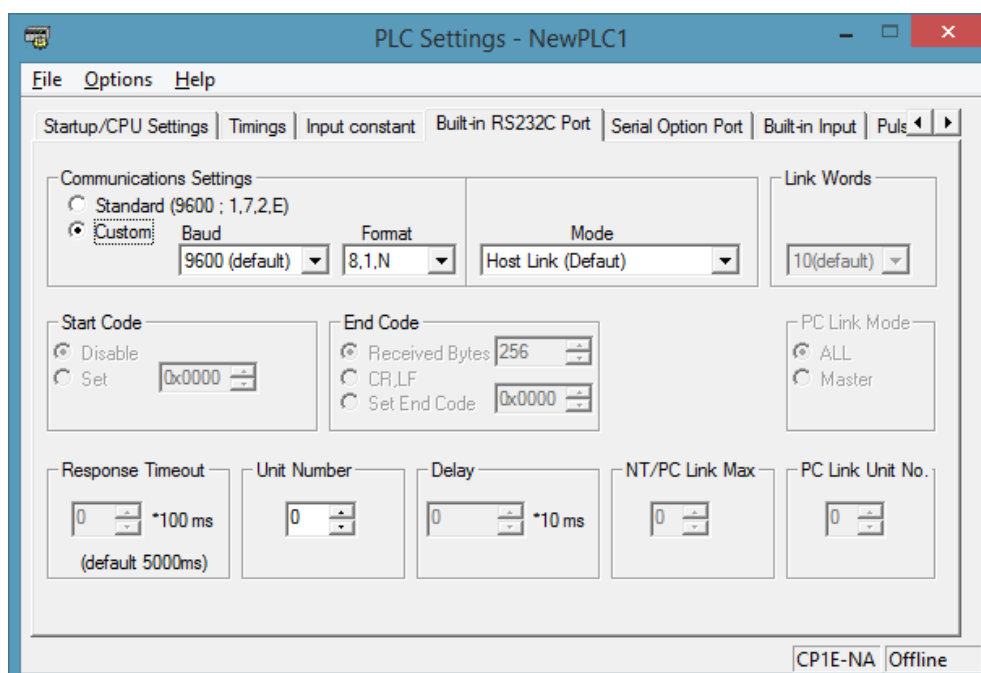 PLC Settings - NewPLC1
File Options Help
Startup/CPU Settings Timings Input constant Built-in RS232C Port Serial Option Port Built-in Input Puls
Communications Settings
Standard (9600 ; 1,7,2,E)
Custom Baud Format Mode
9600 (default) 8,1,N Host Link (Defaut)
Link Words
10(default)
Start Code
Disable
Set 0x0000
End Code
Received Bytes 256
CR,LF
Set End Code 0x0000
PC Link Mode
ALL
Master
Response Timeout
0 *100 ms
(default 5000ms)
Unit Number
0
Delay
0 *10 ms
NT/PC Link Max
0
PC Link Unit No.
0
CP1E-NA Offline